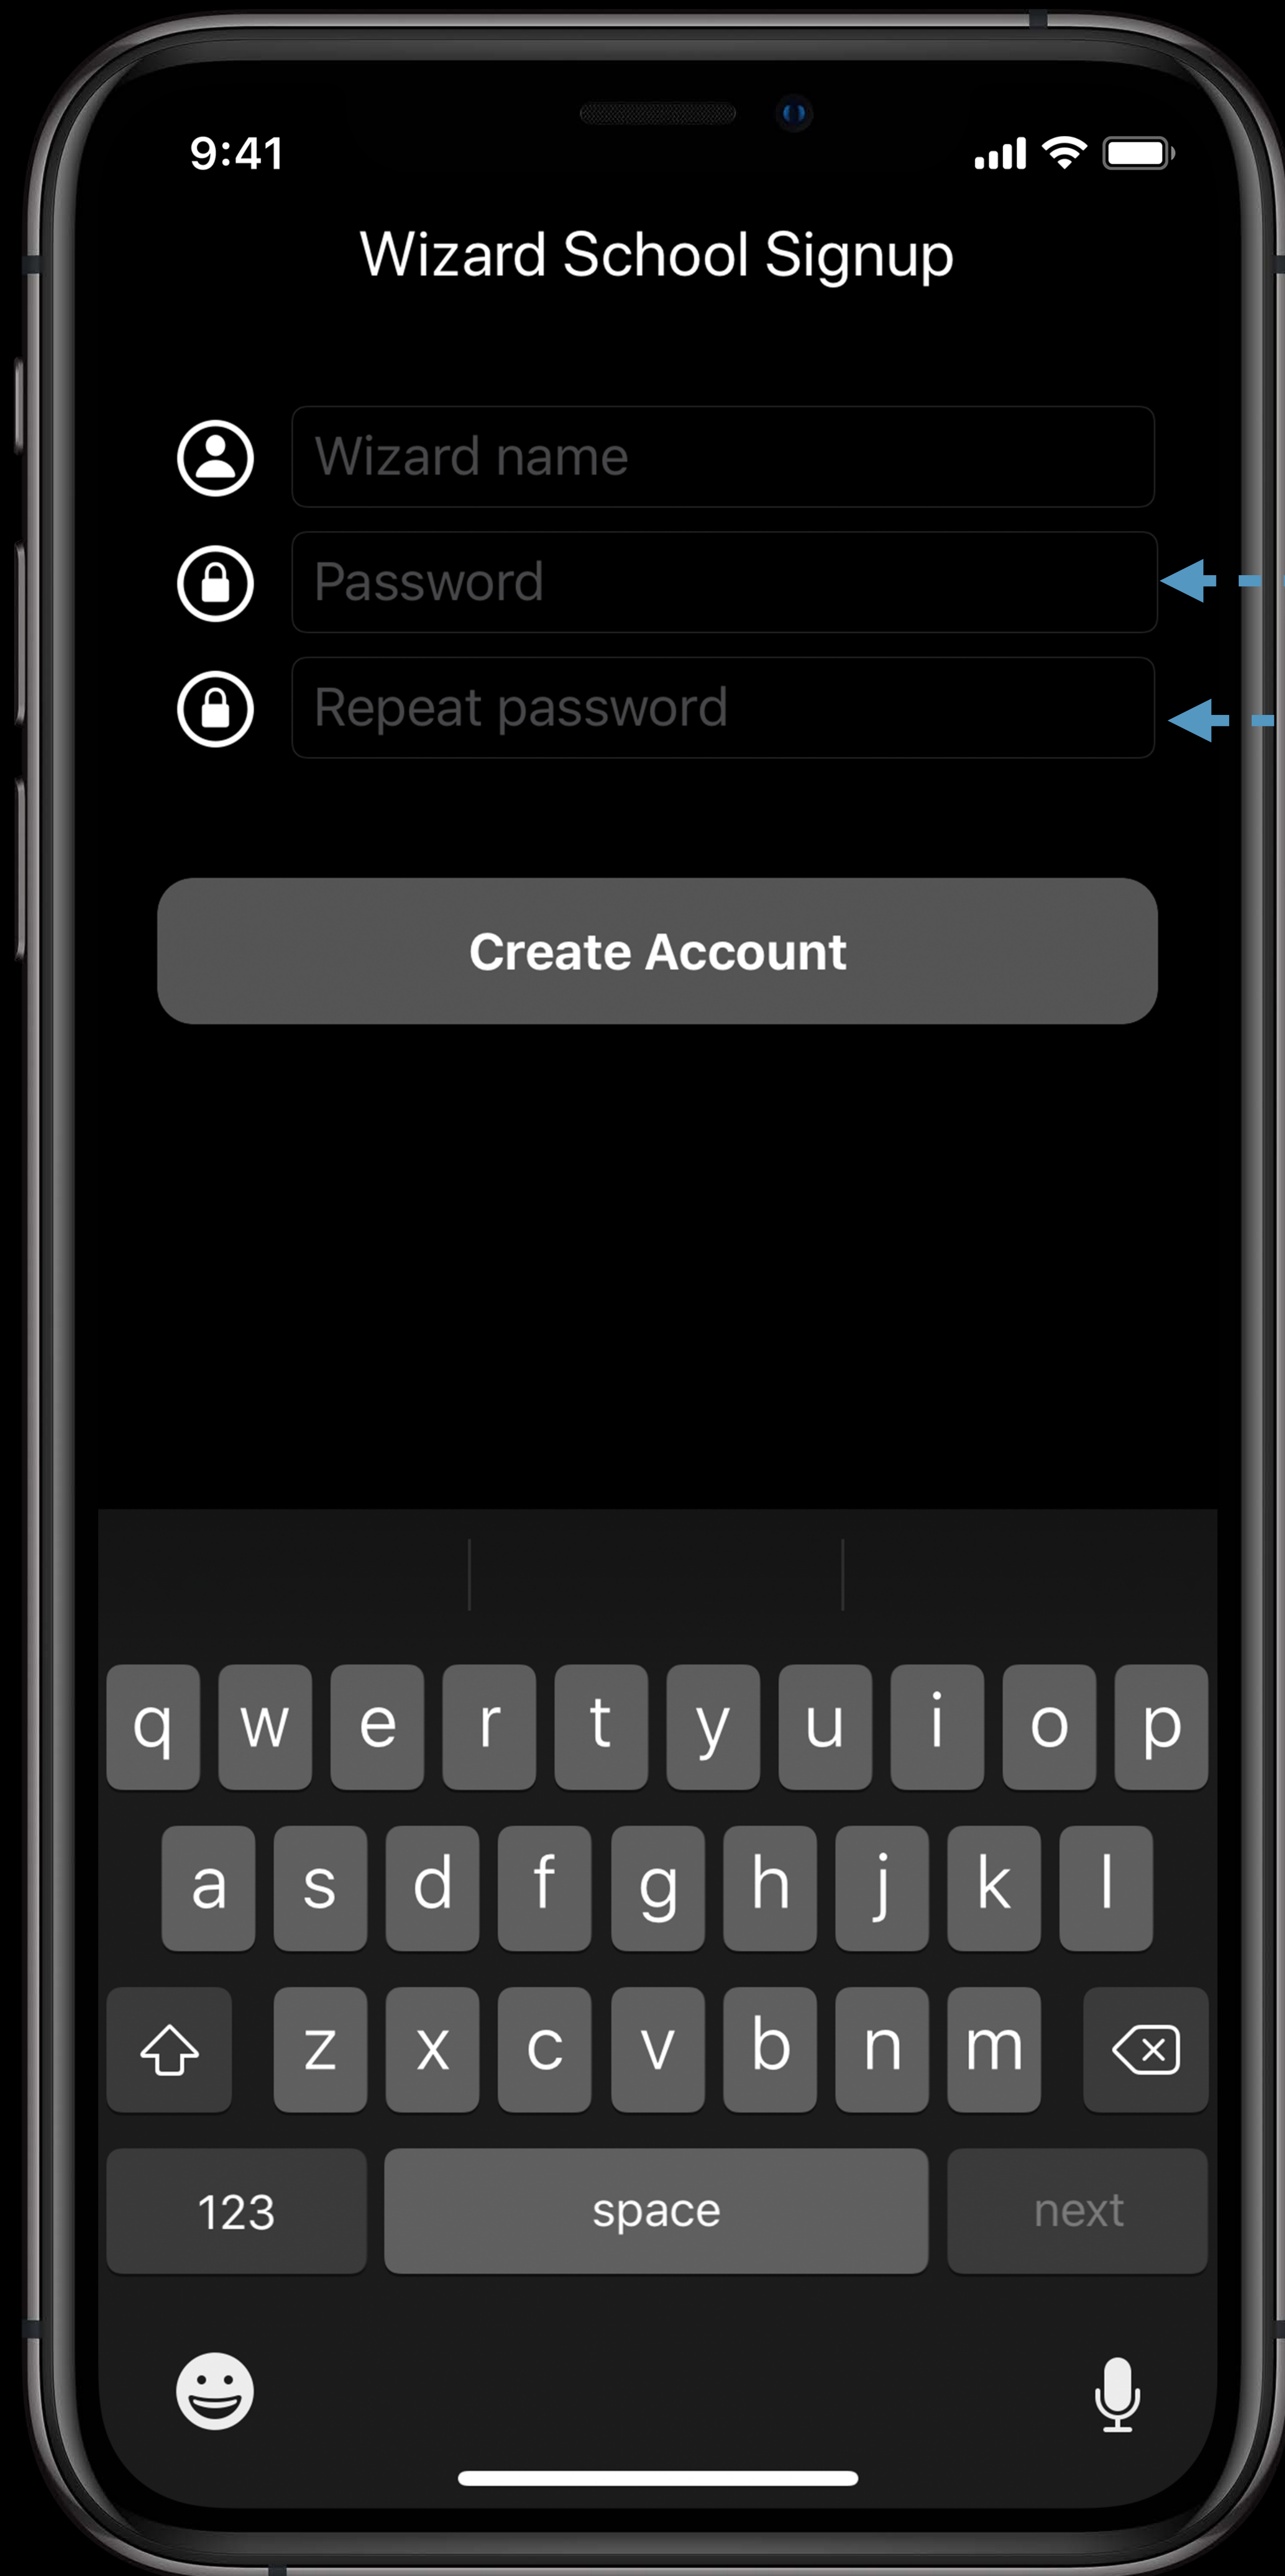 9:41
Wizard School Signup
Wizard name
Password
Repeat password
Create Account
q w e r t y u i o p
a s d f g h j k l
z x c v b n m
123 space next